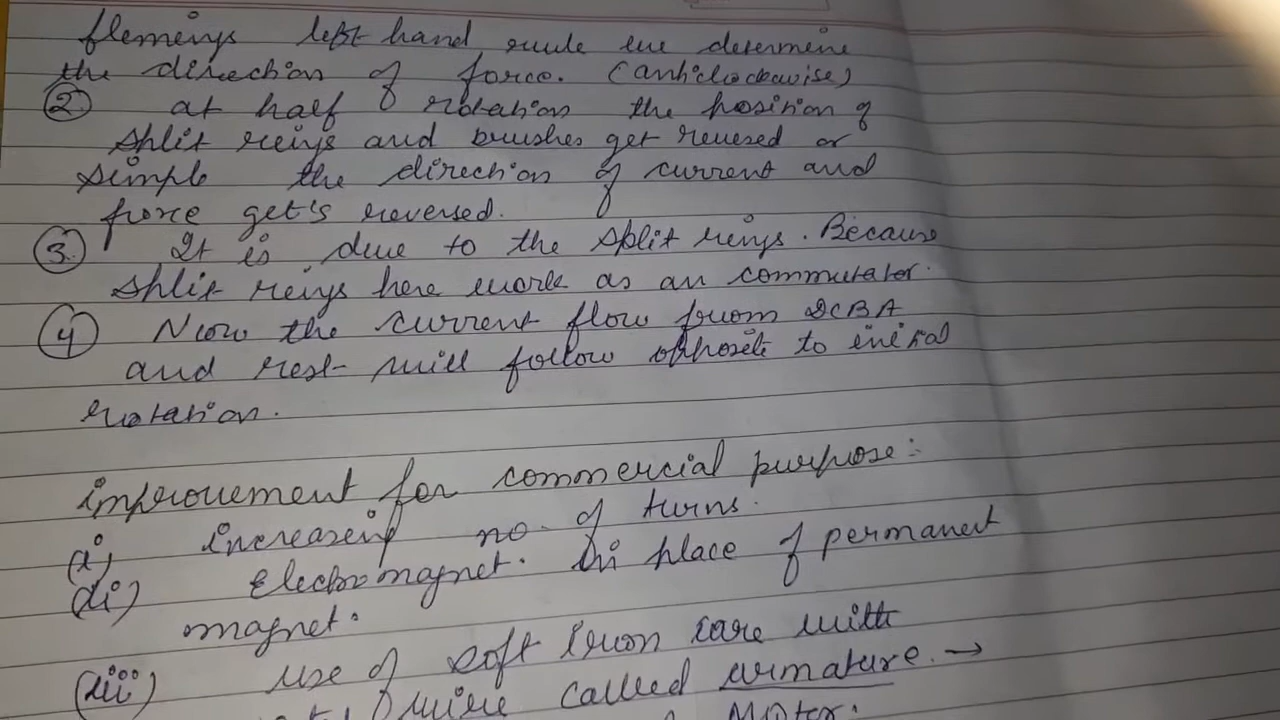 flemings left hand rule we determine
the direction of force. (anticlockwise)
(2) at half rotation the position of
split rings and brushes get revesed or
simple the direction of current and
force get's reversed.
(3) It is due to the split rings. Because
split rings here work as an commutator.
(4) Now the current flow from DCBA
and rest will follow opposite to initial
rotation.
improvement for commercial purpose:
(i) increasing no. of turns.
(ii) Electromagnet. in place of permanent
magnet.
(iii) use of soft iron core with
wire called armature. →
Motor: